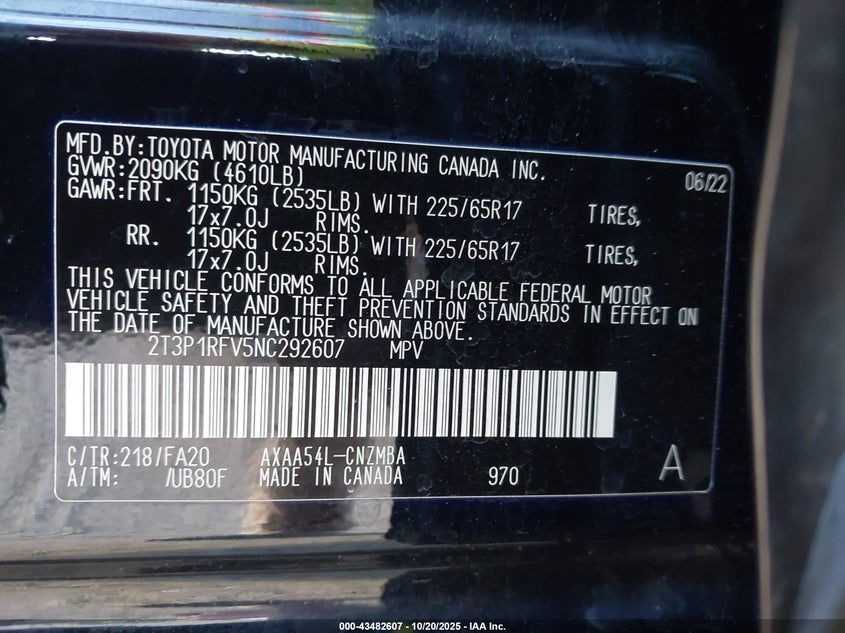 MFD.BY:TOYOTA MOTOR MANUFACTURING CANADA INC. 06/22
GVWR:2090KG (4610LB)
GAWR:FRT. 1150KG (2535LB) WITH 225/65R17 TIRES,
17x7.0J RIMS.
RR. 1150KG (2535LB) WITH 225/65R17 TIRES,
17x7.0J RIMS.
THIS VEHICLE CONFORMS TO ALL APPLICABLE FEDERAL MOTOR
VEHICLE SAFETY AND THEFT PREVENTION STANDARDS IN EFFECT ON
THE DATE OF MANUFACTURE SHOWN ABOVE.
2T3P1RFV5NC292607 MPV
C/TR:218/FA20 AXAA54L-CNZMBA A
A/TM: /UB80F MADE IN CANADA 970
000-43482607 - 10/20/2025 - IAA Inc.